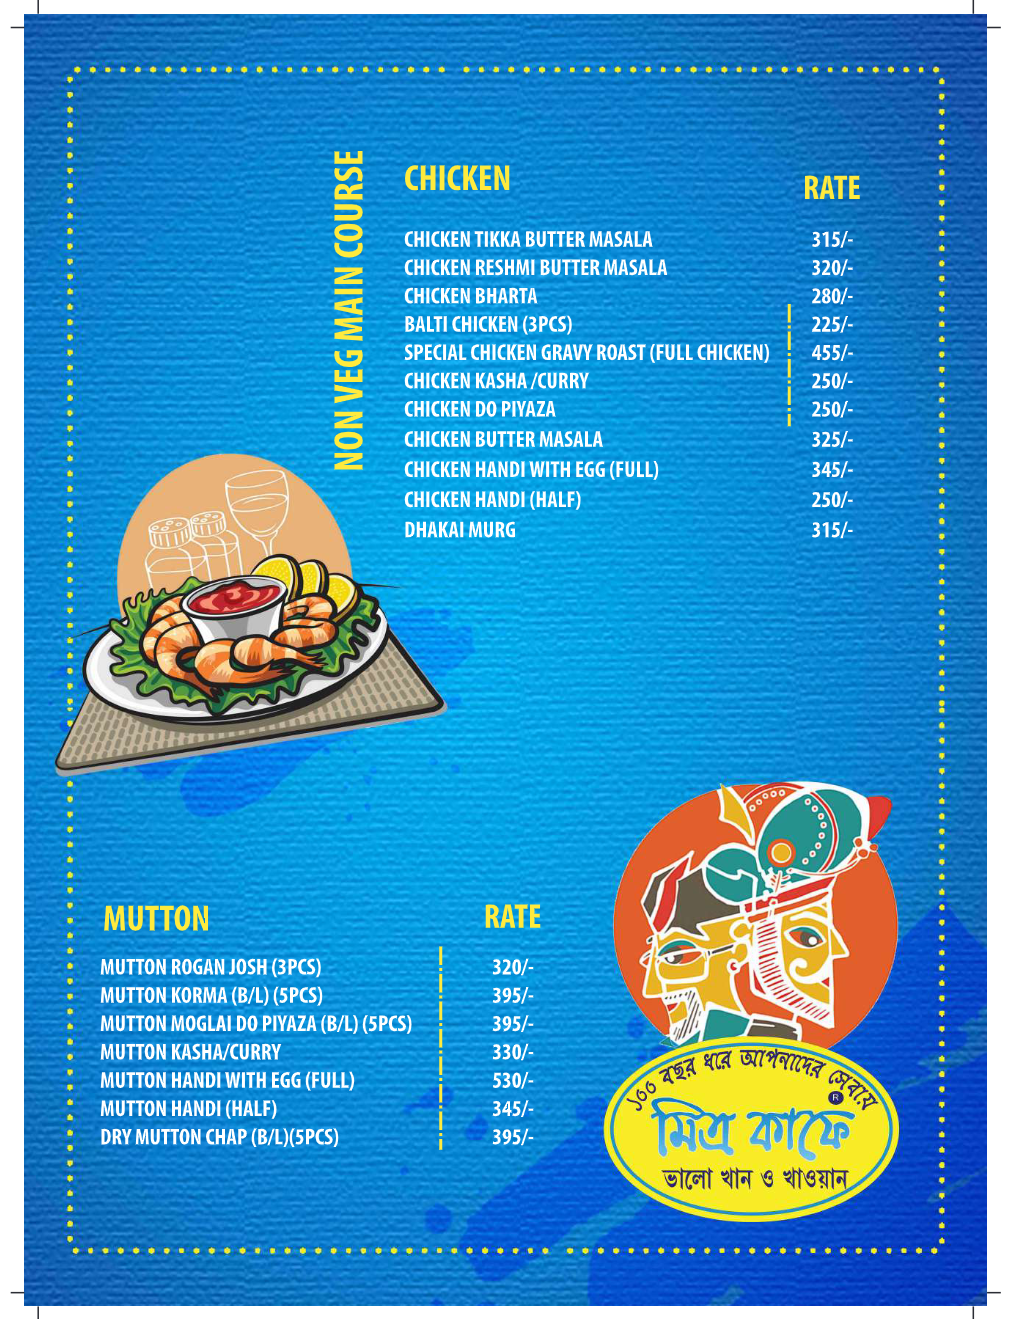 NON VEG MAIN COURSE
CHICKEN RATE
CHICKEN TIKKA BUTTER MASALA 315/-
CHICKEN RESHMI BUTTER MASALA 320/-
CHICKEN BHARTA 280/-
BALTI CHICKEN (3PCS) 225/-
SPECIAL CHICKEN GRAVY ROAST (FULL CHICKEN) 455/-
CHICKEN KASHA /CURRY 250/-
CHICKEN DO PIYAZA 250/-
CHICKEN BUTTER MASALA 325/-
CHICKEN HANDI WITH EGG (FULL) 345/-
CHICKEN HANDI (HALF) 250/-
DHAKAI MURG 315/-
MUTTON RATE
MUTTON ROGAN JOSH (3PCS) 320/-
MUTTON KORMA (B/L) (5PCS) 395/-
MUTTON MOGLAI DO PIYAZA (B/L) (5PCS) 395/-
MUTTON KASHA/CURRY 330/-
MUTTON HANDI WITH EGG (FULL) 530/-
MUTTON HANDI (HALF) 345/-
DRY MUTTON CHAP (B/L)(5PCS) 395/-
১০০ বছর ধরে আপনাদের সেবায়
মিত্র কাফে ®
ভালো খান ও খাওয়ান